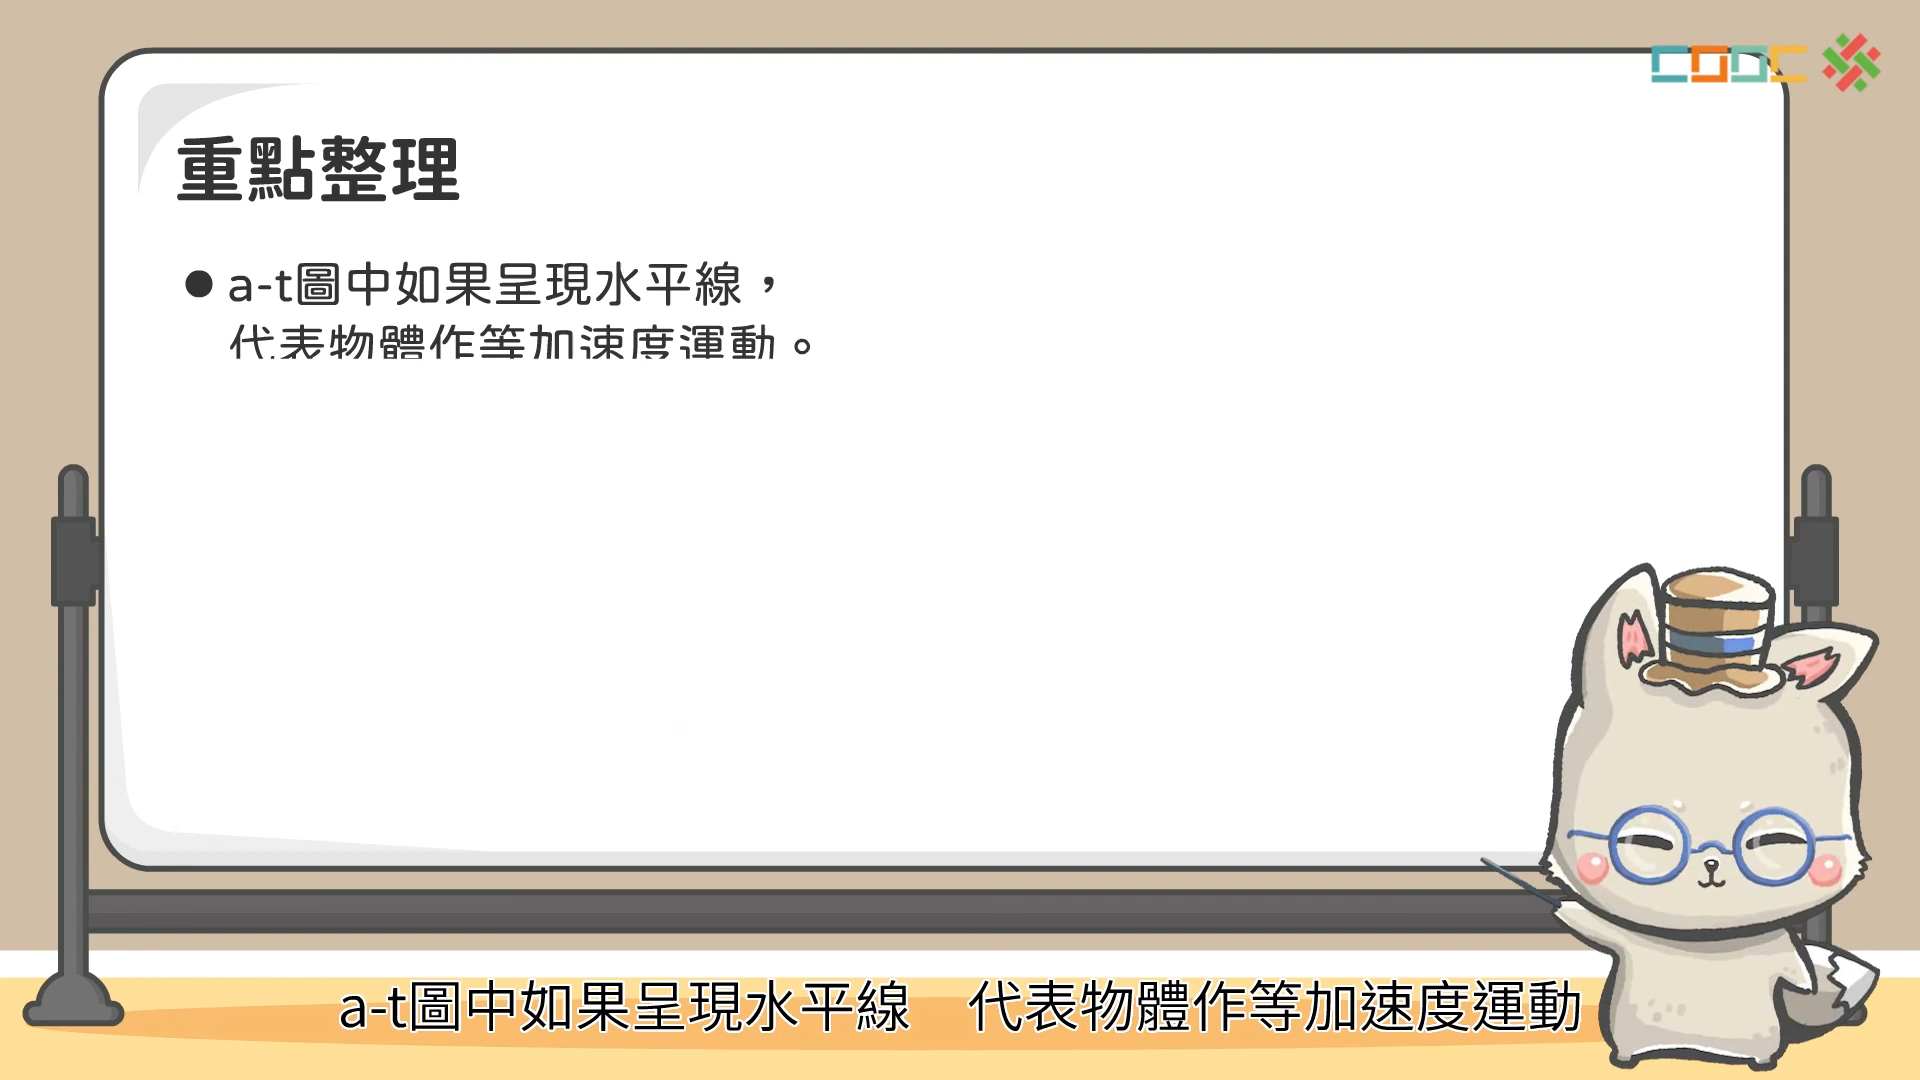 COOC
重點整理
● a-t圖中如果呈現水平線，
代表物體作等加速度運動。
a-t圖中如果呈現水平線　代表物體作等加速度運動